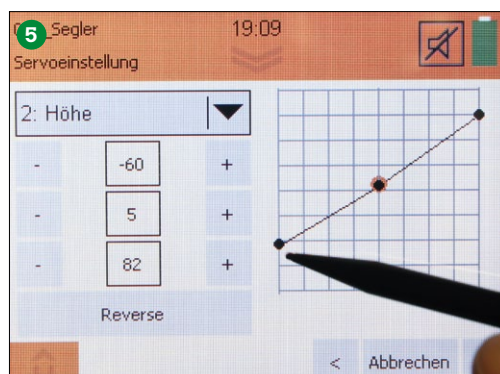 5
Segler
19:09
Servoeinstellung
2: Höhe
- -60 +
- 5 +
- 82 +
Reverse
< Abbrechen